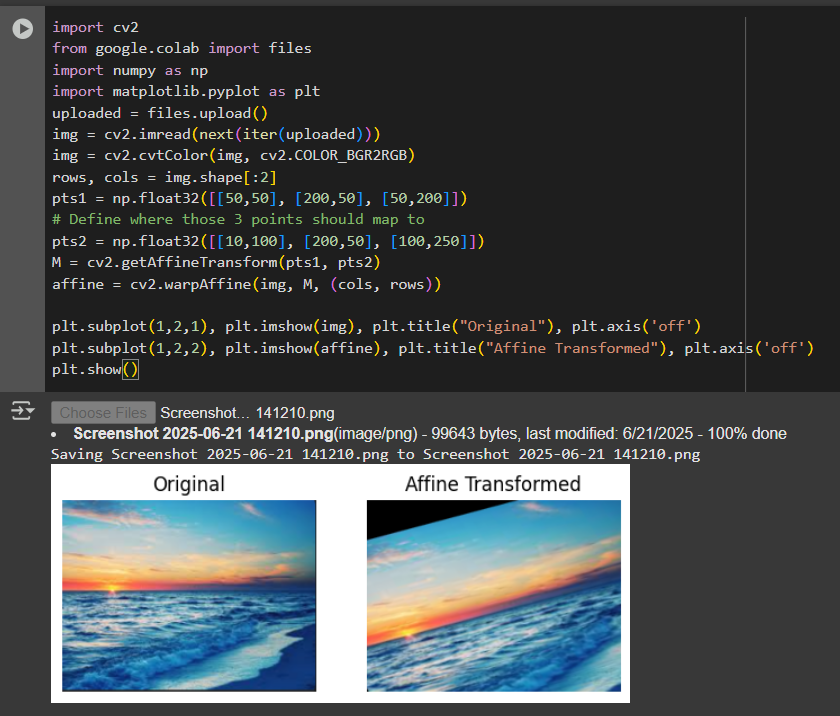 import cv2
from google.colab import files
import numpy as np
import matplotlib.pyplot as plt
uploaded = files.upload()
img = cv2.imread(next(iter(uploaded)))
img = cv2.cvtColor(img, cv2.COLOR_BGR2RGB)
rows, cols = img.shape[:2]
pts1 = np.float32([[50,50], [200,50], [50,200]])
# Define where those 3 points should map to
pts2 = np.float32([[10,100], [200,50], [100,250]])
M = cv2.getAffineTransform(pts1, pts2)
affine = cv2.warpAffine(img, M, (cols, rows))
plt.subplot(1,2,1), plt.imshow(img), plt.title("Original"), plt.axis('off')
plt.subplot(1,2,2), plt.imshow(affine), plt.title("Affine Transformed"), plt.axis('off')
plt.show()
Choose Files Screenshot... 141210.png
• Screenshot 2025-06-21 141210.png(image/png) - 99643 bytes, last modified: 6/21/2025 - 100% done
Saving Screenshot 2025-06-21 141210.png to Screenshot 2025-06-21 141210.png
Original Affine Transformed